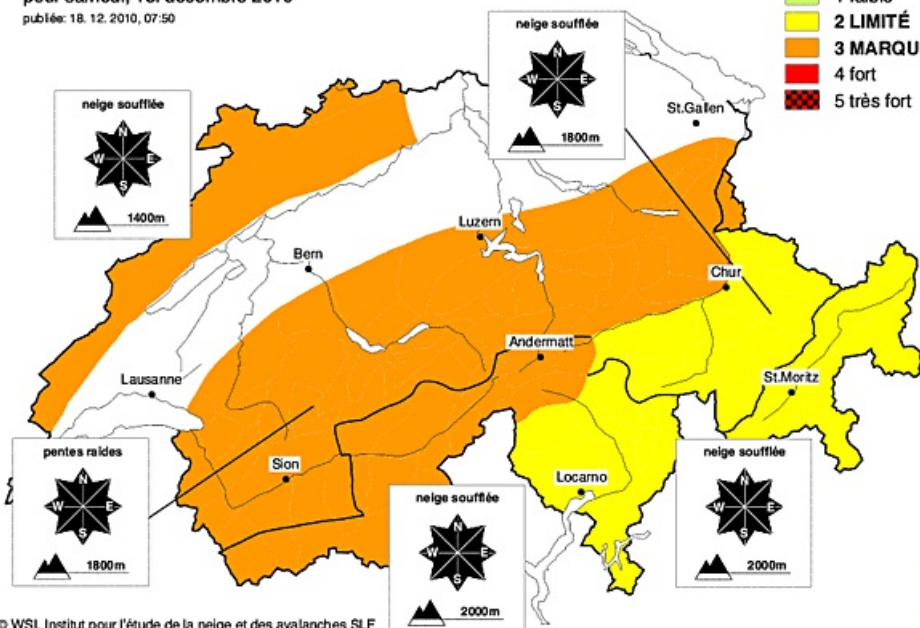 publiée: 18. 12. 2010, 07:50
2 LIMITÉ
3 MARQU
4 fort
5 très fort
neige soufflée
N
W E
S
1800m
St.Gallen
neige soufflée
N
W E
S
1400m
Luzern
Bern
Chur
Andermatt
Lausanne
St.Moritz
pentes raides
N
W E
S
1800m
Sion
Locarno
neige soufflée
N
W E
S
2000m
neige soufflée
N
W E
S
2000m
© WSL Institut pour l'étude de la neige et des avalanches SLF